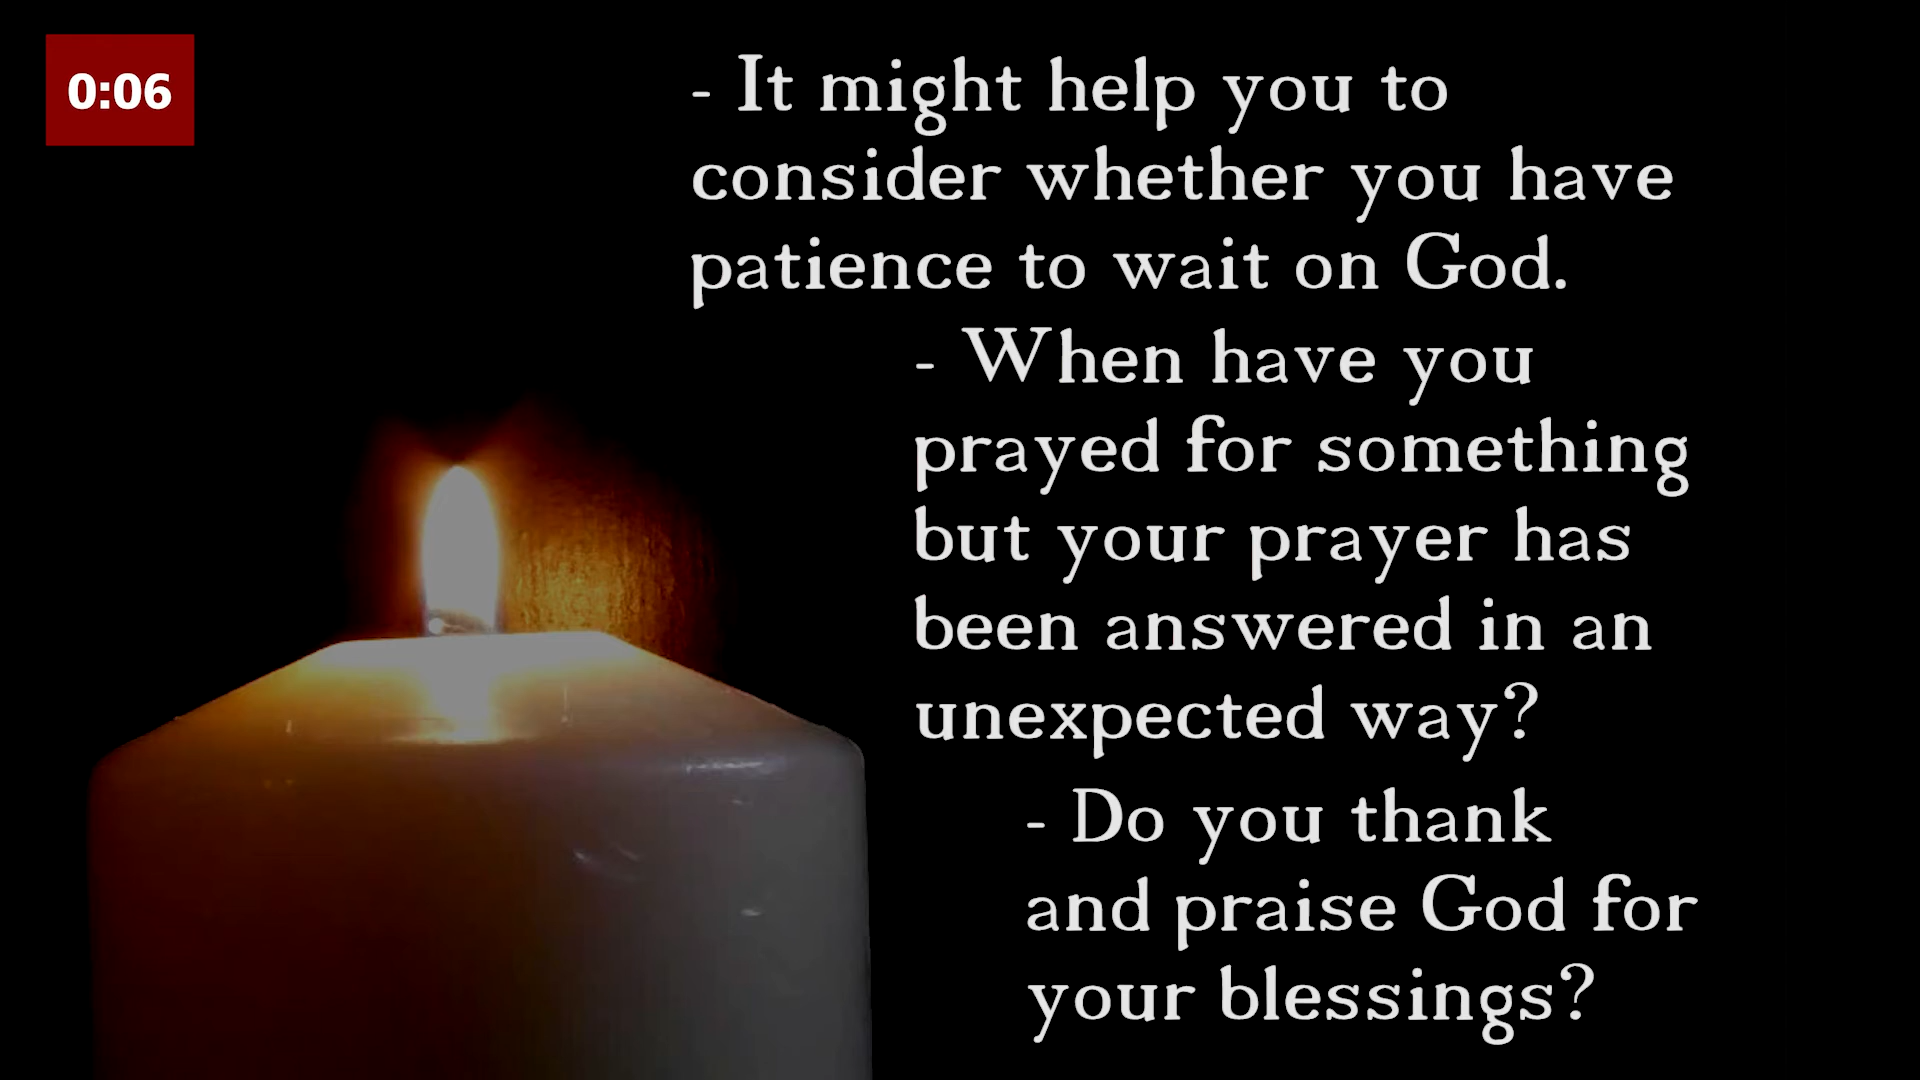 0:06
- It might help you to
consider whether you have
patience to wait on God.
- When have you
prayed for something
but your prayer has
been answered in an
unexpected way?
- Do you thank
and praise God for
your blessings?